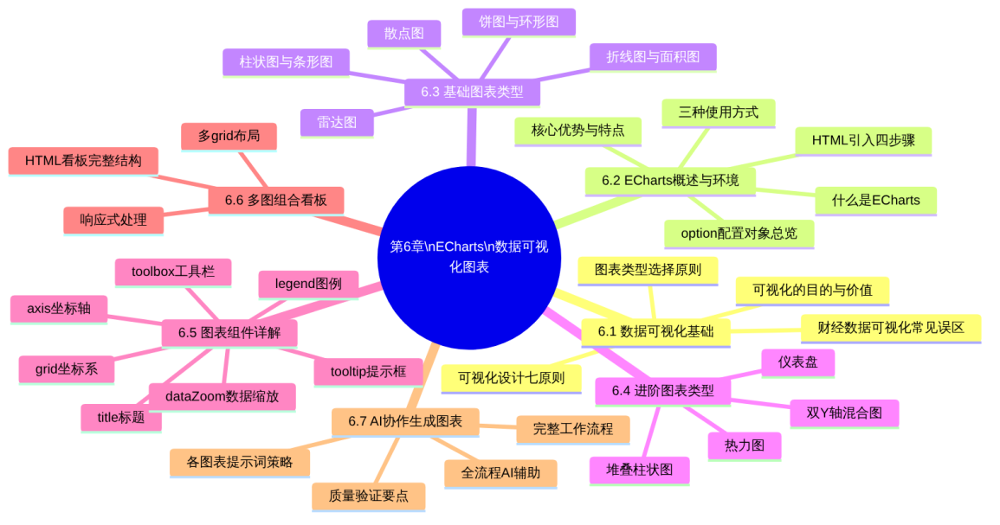 第6章\nECharts\n数据可视
化图表
6.1 数据可视化基础
图表类型选择原则
可视化的目的与价值
财经数据可视化常见误区
可视化设计七原则
6.2 ECharts概述与环境
核心优势与特点
三种使用方式
HTML引入四步骤
什么是ECharts
option配置对象总览
6.3 基础图表类型
柱状图与条形图
散点图
饼图与环形图
折线图与面积图
雷达图
6.4 进阶图表类型
仪表盘
双Y轴混合图
热力图
堆叠柱状图
6.5 图表组件详解
toolbox工具栏
legend图例
axis坐标轴
grid坐标系
title标题
dataZoom数据缩放
tooltip提示框
6.6 多图组合看板
多grid布局
HTML看板完整结构
响应式处理
6.7 AI协作生成图表
完整工作流程
各图表提示词策略
全流程AI辅助
质量验证要点